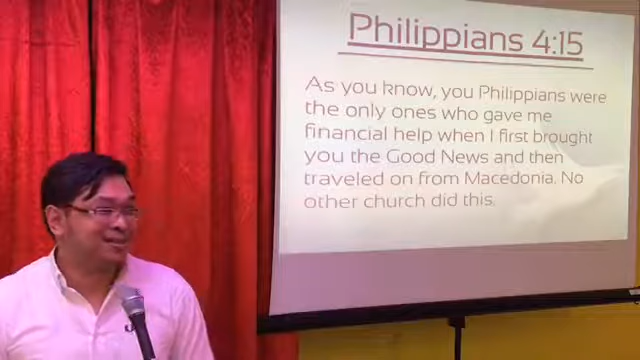 Philippians 4:15
As you know, you Philippians were
the only ones who gave me
financial help when I first brought
you the Good News and then
traveled on from Macedonia. No
other church did this.